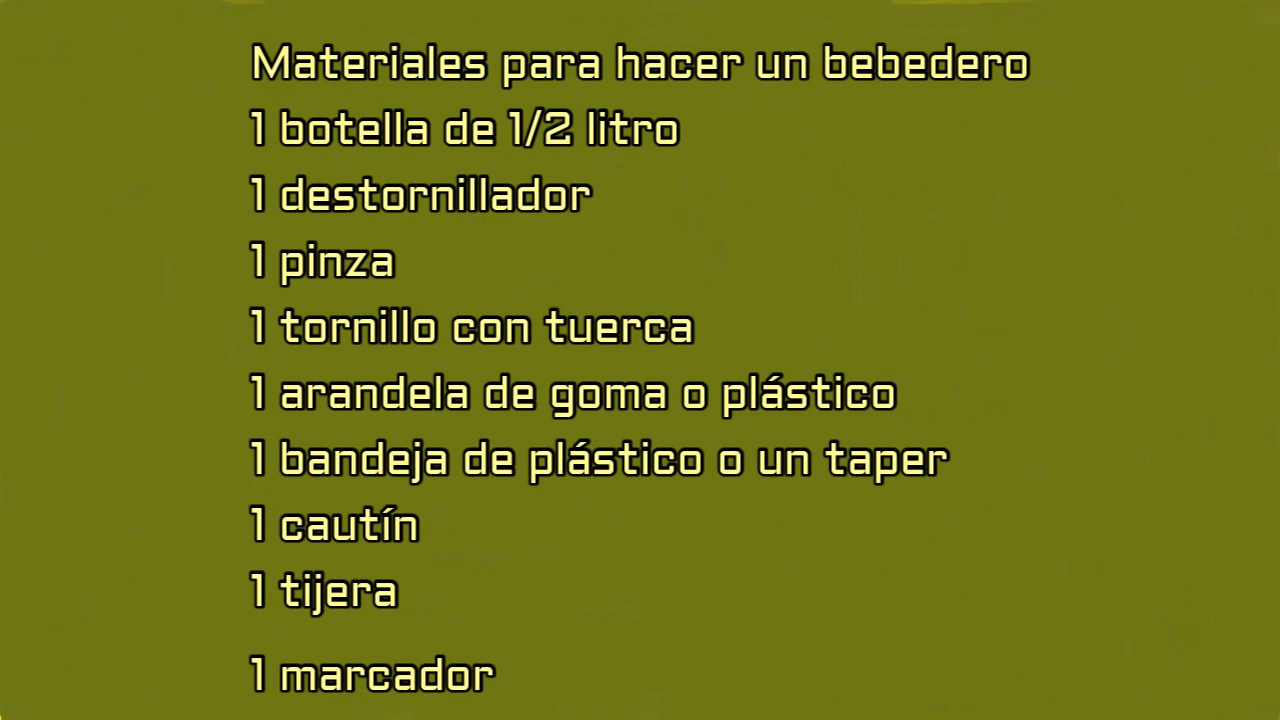 Materiales para hacer un bebedero
1 botella de 1/2 litro
1 destornillador
1 pinza
1 tornillo con tuerca
1 arandela de goma o plástico
1 bandeja de plástico o un taper
1 cautín
1 tijera
1 marcador